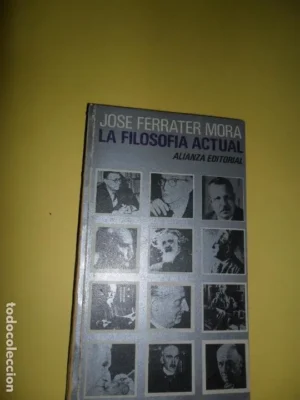 JOSE FERRATER MORA
LA FILOSOFIA ACTUAL
ALIANZA EDITORIAL
todocoleccion